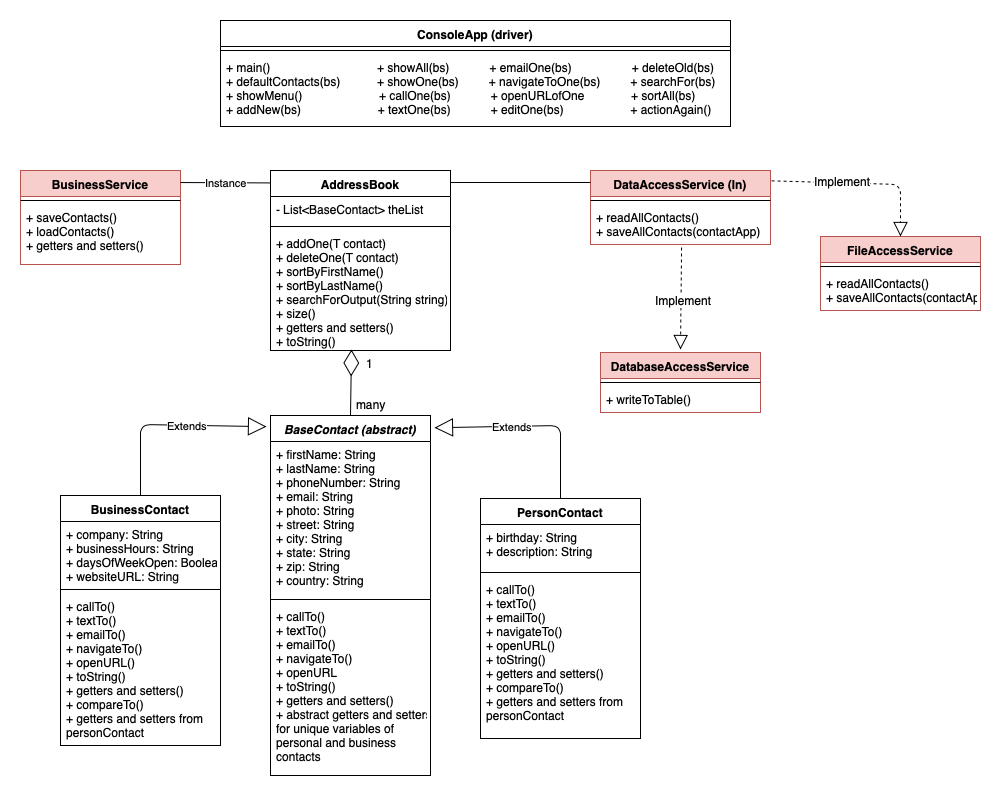 ConsoleApp (driver)
+ main()
+ defaultContacts(bs)
+ showMenu()
+ addNew(bs)
+ showAll(bs)
+ showOne(bs)
+ callOne(bs)
+ textOne(bs)
+ emailOne(bs)
+ navigateToOne(bs)
+ openURLofOne
+ editOne(bs)
+ deleteOld(bs)
+ searchFor(bs)
+ sortAll(bs)
+ actionAgain()
BusinessService
+ saveContacts()
+ loadContacts()
+ getters and setters()
Instance
AddressBook
- List<BaseContact> theList
+ addOne(T contact)
+ deleteOne(T contact)
+ sortByFirstName()
+ sortByLastName()
+ searchForOutput(String string)
+ size()
+ getters and setters()
+ toString()
DataAccessService (In)
+ readAllContacts()
+ saveAllContacts(contactApp)
Implement
FileAccessService
+ readAllContacts()
+ saveAllContacts(contactAp
Implement
DatabaseAccessService
+ writeToTable()
1
many
Extends
BaseContact (abstract)
+ firstName: String
+ lastName: String
+ phoneNumber: String
+ email: String
+ photo: String
+ street: String
+ city: String
+ state: String
+ zip: String
+ country: String
+ callTo()
+ textTo()
+ emailTo()
+ navigateTo()
+ openURL
+ toString()
+ getters and setters()
+ abstract getters and setters
for unique variables of
personal and business
contacts
Extends
BusinessContact
+ company: String
+ businessHours: String
+ daysOfWeekOpen: Boolea
+ websiteURL: String
+ callTo()
+ textTo()
+ emailTo()
+ navigateTo()
+ openURL()
+ toString()
+ getters and setters()
+ compareTo()
+ getters and setters from
personContact
PersonContact
+ birthday: String
+ description: String
+ callTo()
+ textTo()
+ emailTo()
+ navigateTo()
+ openURL()
+ toString()
+ getters and setters()
+ compareTo()
+ getters and setters from
personContact